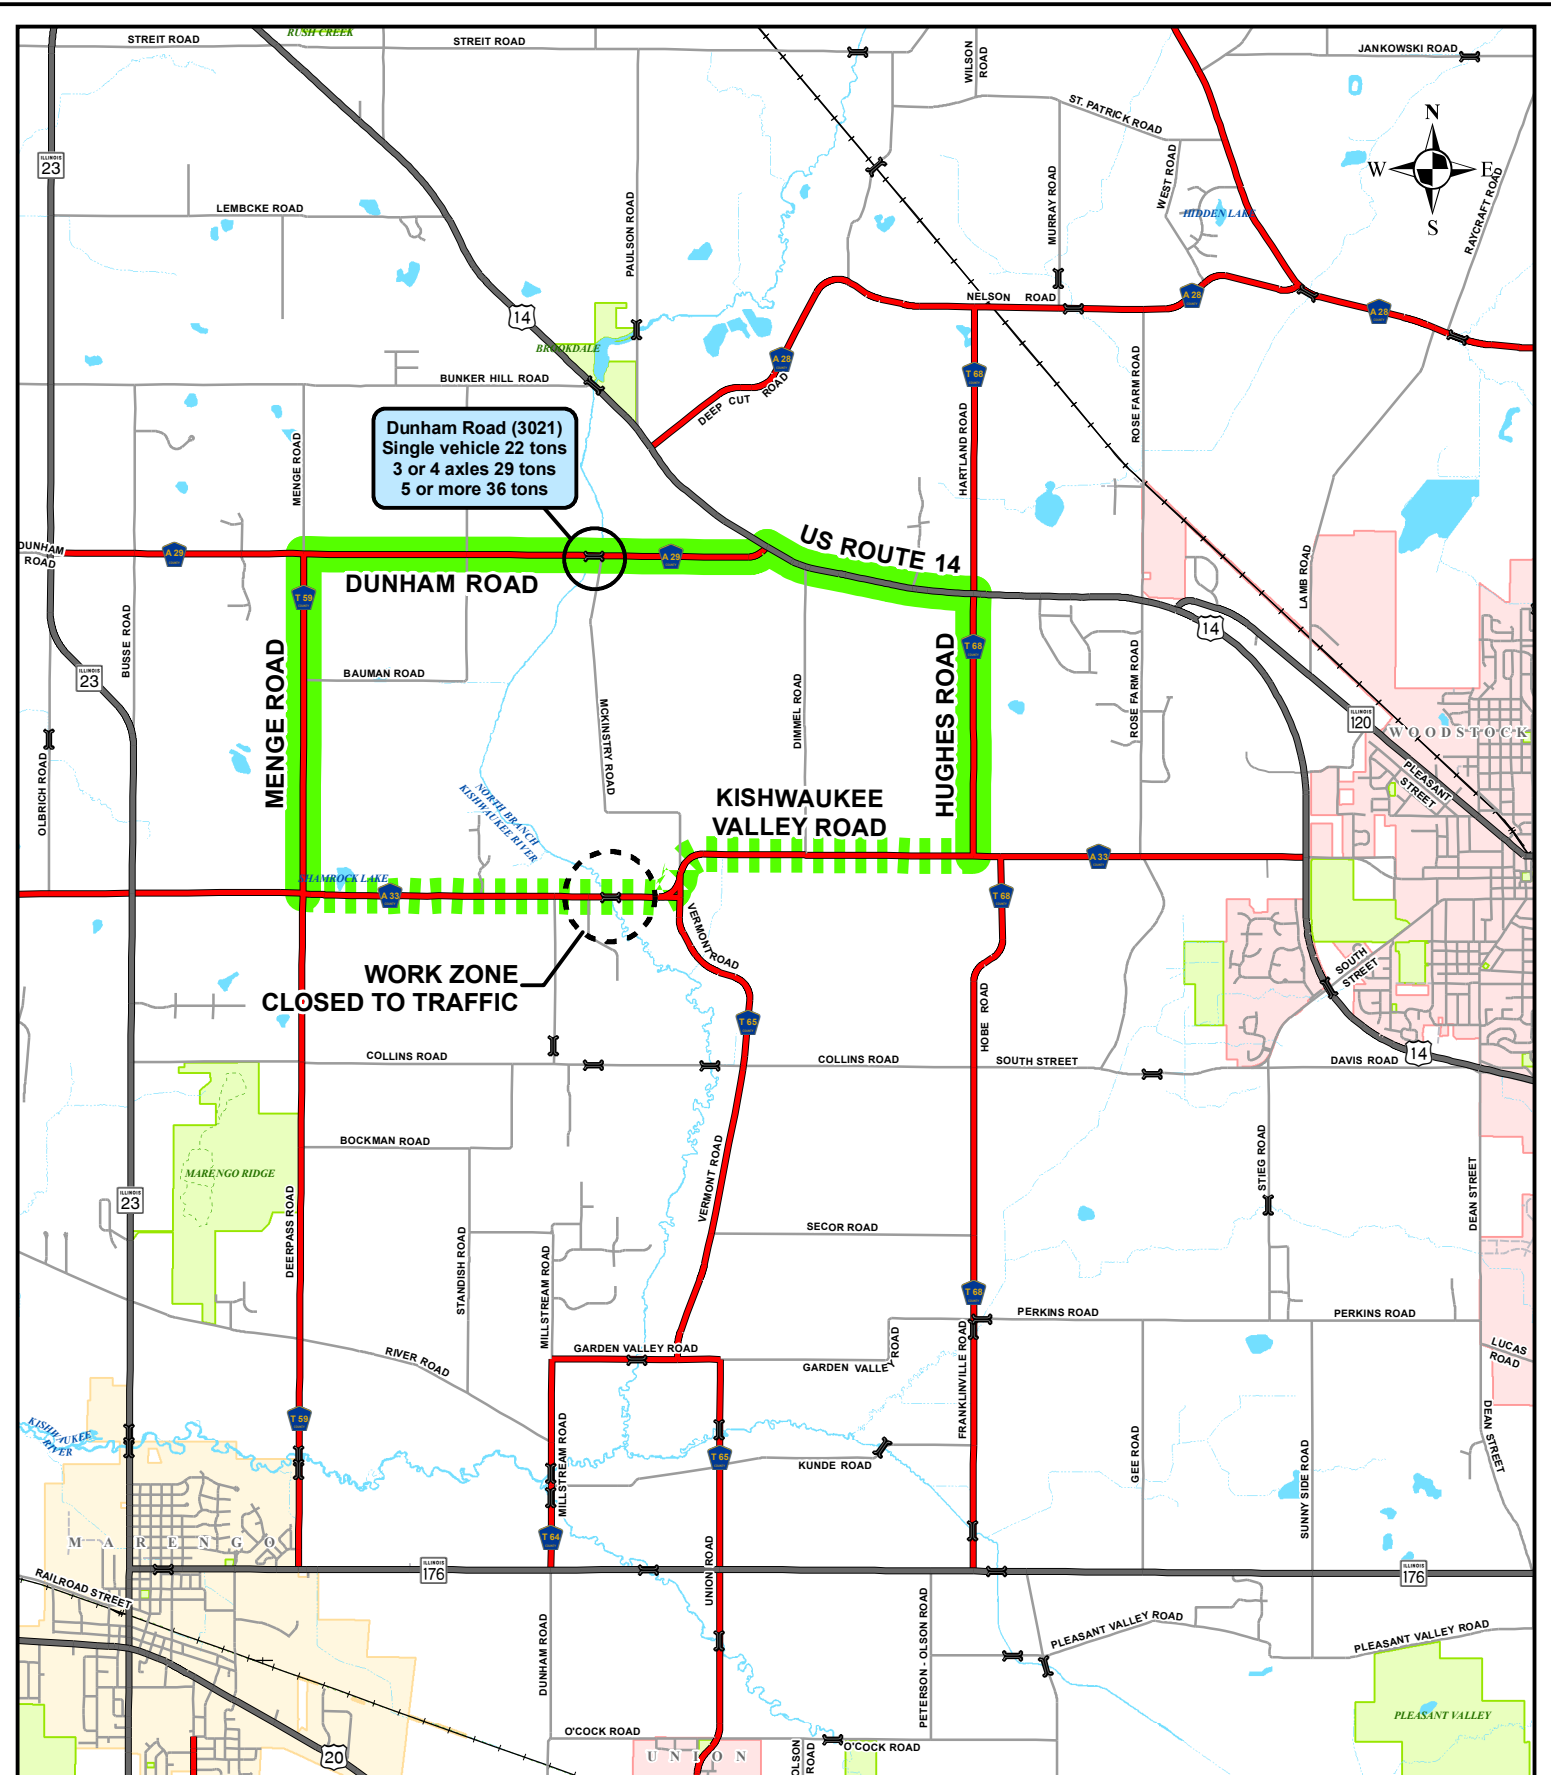 STREIT ROAD
RUSH CREEK
STREIT ROAD
WILSON
ROAD
JANKOWSKI ROAD
ST. PATRICK ROAD
N
W
E
S
ILLINOIS
23
LEMBCKE ROAD
PAULSON ROAD
MURRAY ROAD
WEST ROAD
HIDDEN LAKE
RAYCRAFT ROAD
14
NELSON ROAD
A 28
A 28
BROOKDALE
A 28
BUNKER HILL ROAD
DEEP CUT ROAD
T 68
ROSE FARM ROAD
HARTLAND ROAD
MENGE ROAD
Dunham Road (3021)
Single vehicle 22 tons
3 or 4 axles 29 tons
5 or more 36 tons
DUNHAM
ROAD
A 29
A 29
US ROUTE 14
DUNHAM ROAD
T 59
BUSSE ROAD
LAMB ROAD
14
ILLINOIS
23
MENGE ROAD
BAUMAN ROAD
MCKINSTRY ROAD
DIMMEL ROAD
HUGHES ROAD
T 68
ROSE FARM ROAD
ILLINOIS
120
WOODSTOCK
PLEASANT
STREET
OLBRICH ROAD
NORTH BRANCH
KISHWAUKEE RIVER
KISHWAUKEE
VALLEY ROAD
A 33
SHAMROCK LAKE
A 33
T 68
VERMONT ROAD
WORK ZONE
CLOSED TO TRAFFIC
SOUTH
STREET
T 65
HOBE ROAD
14
COLLINS ROAD
COLLINS ROAD
SOUTH STREET
DAVIS ROAD
BOCKMAN ROAD
MARENGO RIDGE
ILLINOIS
23
DEERPASS ROAD
VERMONT ROAD
STIEG ROAD
DEAN STREET
SECOR ROAD
STANDISH ROAD
MILLSTREAM ROAD
T 68
PERKINS ROAD
PERKINS ROAD
RIVER ROAD
GARDEN VALLEY ROAD
GARDEN VALLEY ROAD
FRANKLINVILLE ROAD
LUCAS
ROAD
KISHWAUKEE
RIVER
T 59
MILLSTREAM ROAD
T 65
KUNDE ROAD
GEE ROAD
SUNNY SIDE ROAD
DEAN STREET
MARENGO
T 64
UNION ROAD
ILLINOIS
176
ILLINOIS
176
RAILROAD STREET
DUNHAM ROAD
PETERSON - OLSON ROAD
PLEASANT VALLEY ROAD
PLEASANT VALLEY ROAD
PLEASANT VALLEY
O'COCK ROAD
O'COCK ROAD
UNION
OLSON
ROAD
20